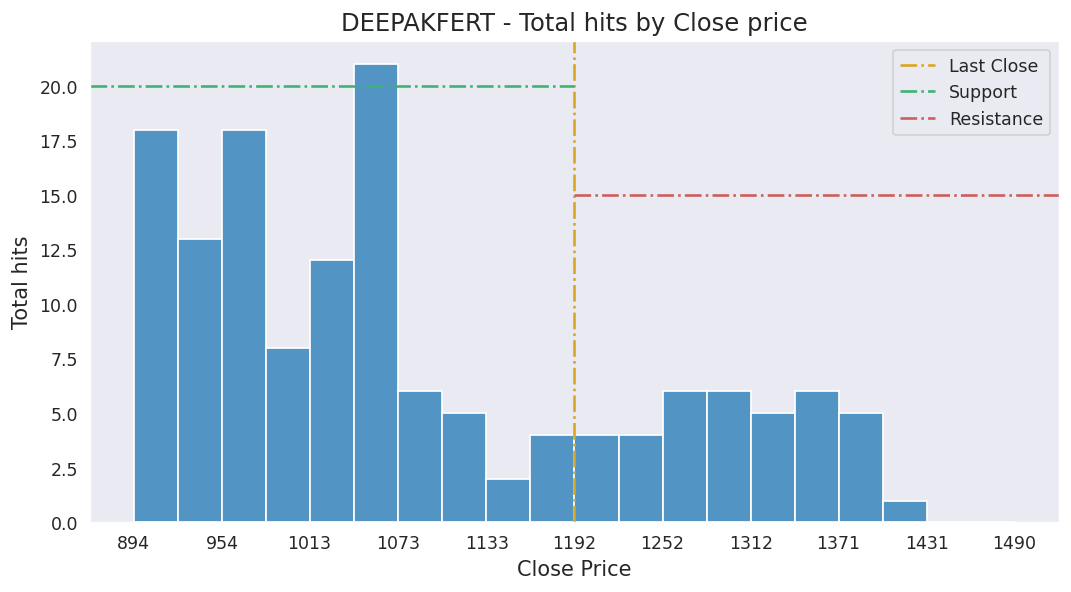 DEEPAKFERT - Total hits by Close price
Last Close
Support
Resistance
Total hits
20.0
17.5
15.0
12.5
10.0
7.5
5.0
2.5
0.0
894 954 1013 1073 1133 1192 1252 1312 1371 1431 1490
Close Price